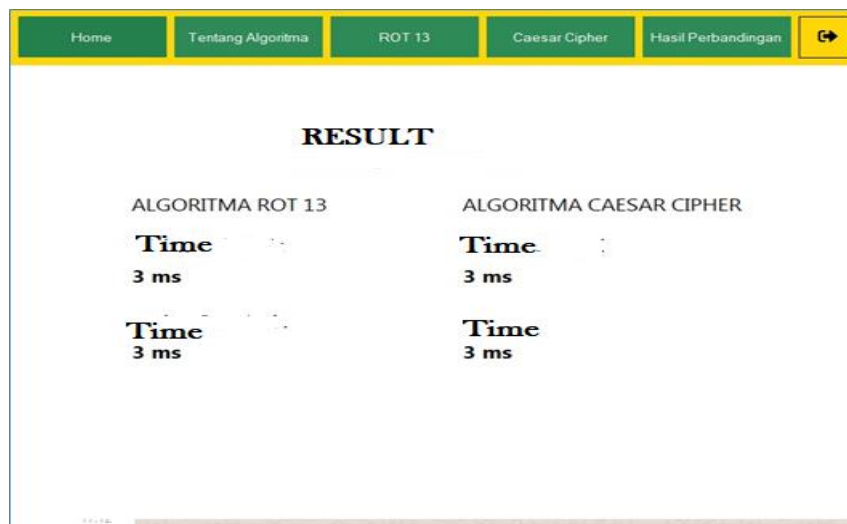 Home Tentang Algoritma ROT 13 Caesar Cipher Hasil Perbandingan
RESULT
ALGORITMA ROT 13 ALGORITMA CAESAR CIPHER
Time Time
3 ms 3 ms
Time Time
3 ms 3 ms